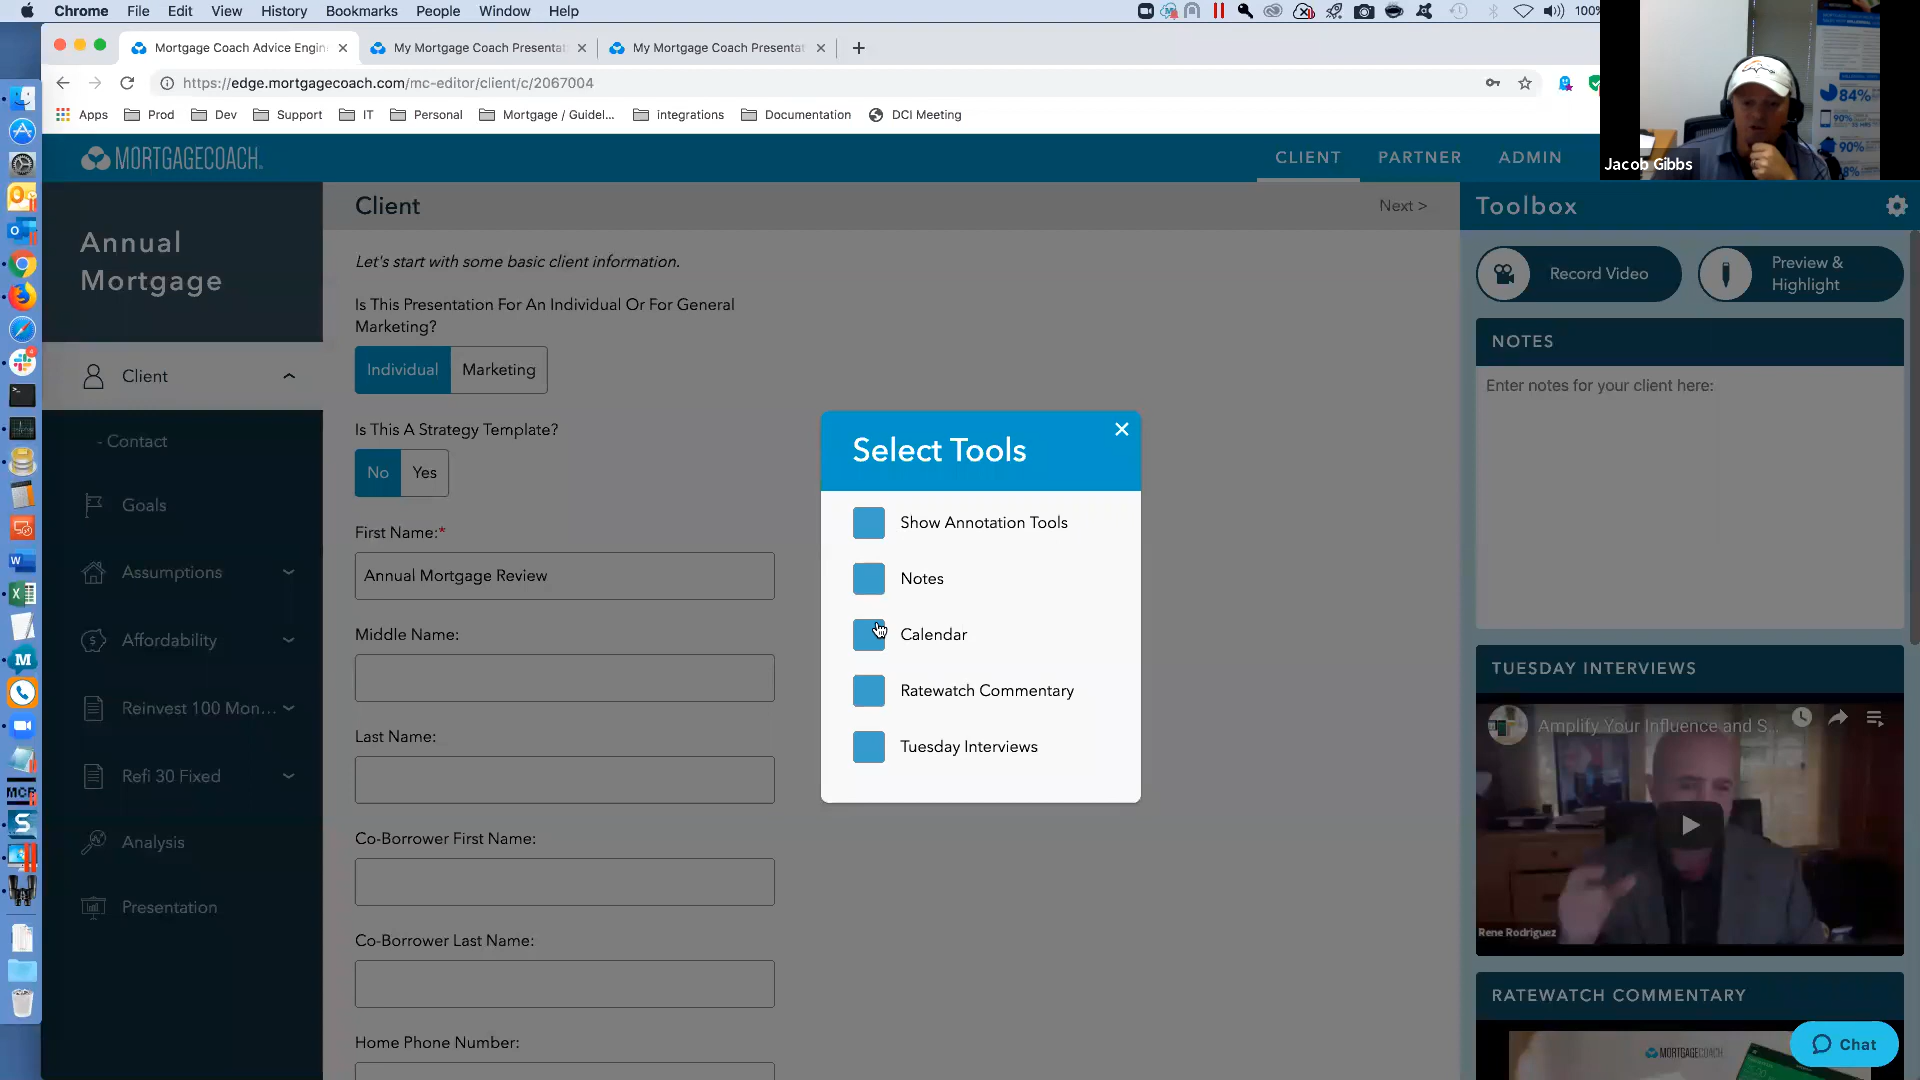 Chrome File Edit View History Bookmarks People Window Help
100%
Mortgage Coach Advice Engin
My Mortgage Coach Presentat
My Mortgage Coach Presentat
https://edge.mortgagecoach.com/mc-editor/client/c/2067004
Apps Prod Dev Support IT Personal Mortgage / Guidel... integrations Documentation DCI Meeting
84%
90%
90%
Jacob Gibbs
MORTGAGECOACH
CLIENT PARTNER ADMIN
Annual
Mortgage
Client
Next >
Toolbox
Let's start with some basic client information.
Is This Presentation For An Individual Or For General
Marketing?
Individual Marketing
Is This A Strategy Template?
No Yes
First Name:*
Annual Mortgage Review
Middle Name:
Last Name:
Co-Borrower First Name:
Co-Borrower Last Name:
Home Phone Number:
Client
- Contact
Goals
Assumptions
Affordability
Reinvest 100 Mon...
Refi 30 Fixed
Analysis
Presentation
Select Tools
Show Annotation Tools
Notes
Calendar
Ratewatch Commentary
Tuesday Interviews
Record Video
Preview &
Highlight
NOTES
Enter notes for your client here:
TUESDAY INTERVIEWS
Amplify Your Influence and S...
Rene Rodriguez
RATEWATCH COMMENTARY
MORTGAGECOACH
Chat